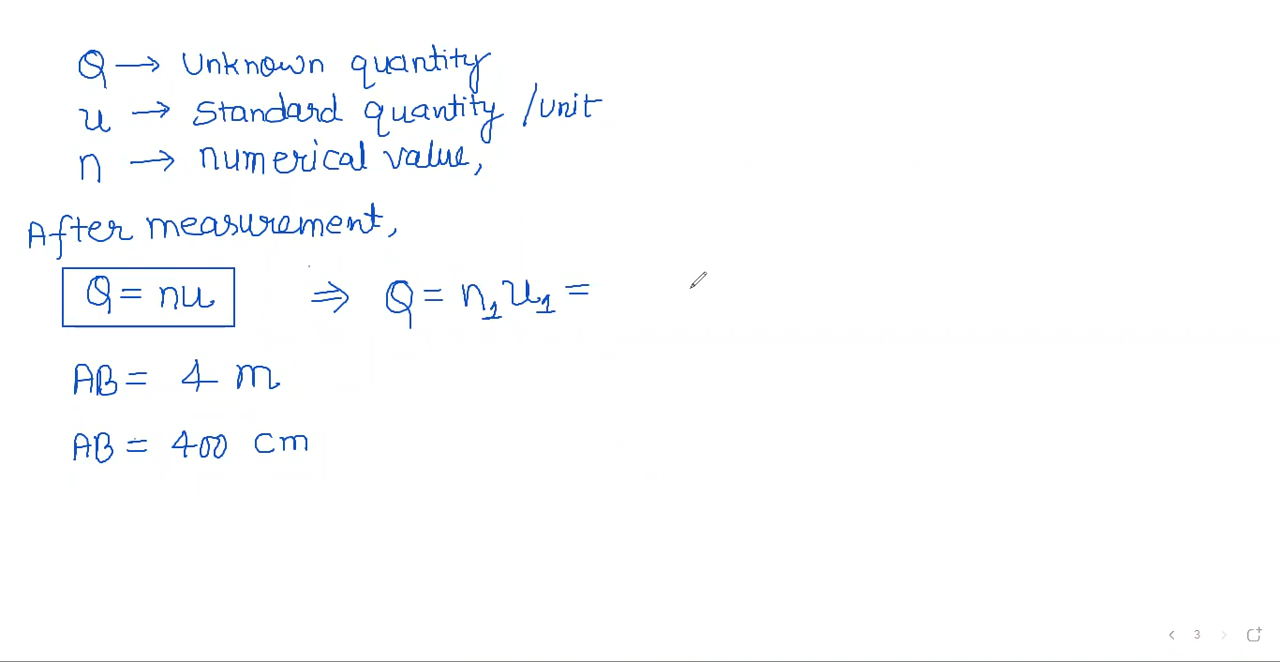 Q → Unknown quantity
u → Standard quantity /unit
n → numerical value,
After measurement,
Q = nu ⇒ Q = n₁u₁ =
AB = 4 m
AB = 400 cm
3